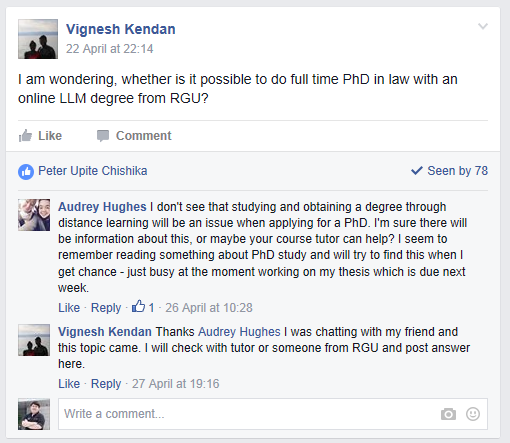 Vignesh Kendan
22 April at 22:14
I am wondering, whether is it possible to do full time PhD in law with an
online LLM degree from RGU?
Like Comment
Peter Upite Chishika Seen by 78
Audrey Hughes I don't see that studying and obtaining a degree through
distance learning will be an issue when applying for a PhD. I'm sure there will
be information about this, or maybe your course tutor can help? I seem to
remember reading something about PhD study and will try to find this when I
get chance - just busy at the moment working on my thesis which is due next
week.
Like · Reply · 1 · 26 April at 10:28
Vignesh Kendan Thanks Audrey Hughes I was chatting with my friend and
this topic came. I will check with tutor or someone from RGU and post answer
here.
Like · Reply · 27 April at 19:16
Write a comment...